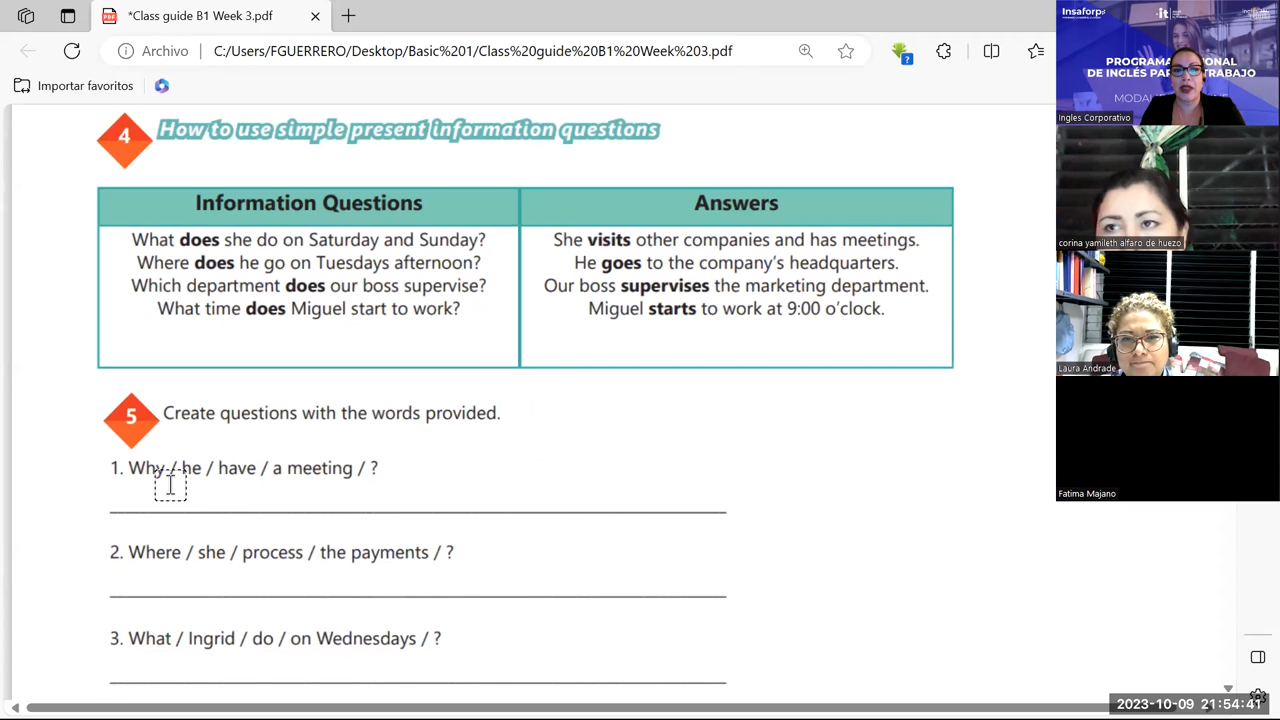 *Class guide B1 Week 3.pdf
Archivo
C:/Users/FGUERRERO/Desktop/Basic%201/Class%20guide%20B1%20Week%203.pdf
Importar favoritos
4
How to use simple present information questions
Information Questions
Answers
What does she do on Saturday and Sunday?
She visits other companies and has meetings.
Where does he go on Tuesdays afternoon?
He goes to the company's headquarters.
Which department does our boss supervise?
Our boss supervises the marketing department.
What time does Miguel start to work?
Miguel starts to work at 9:00 o'clock.
5
Create questions with the words provided.
1. Why / he / have / a meeting / ?
2. Where / she / process / the payments / ?
3. What / Ingrid / do / on Wednesdays / ?
Insaforp
PROGRAMA
DE INGLÉS
TRABAJO
Ingles Corporativo
corina yamileth alfaro de huezo
Laura Andrade
Fatima Majano
2023-10-09 21:54:41